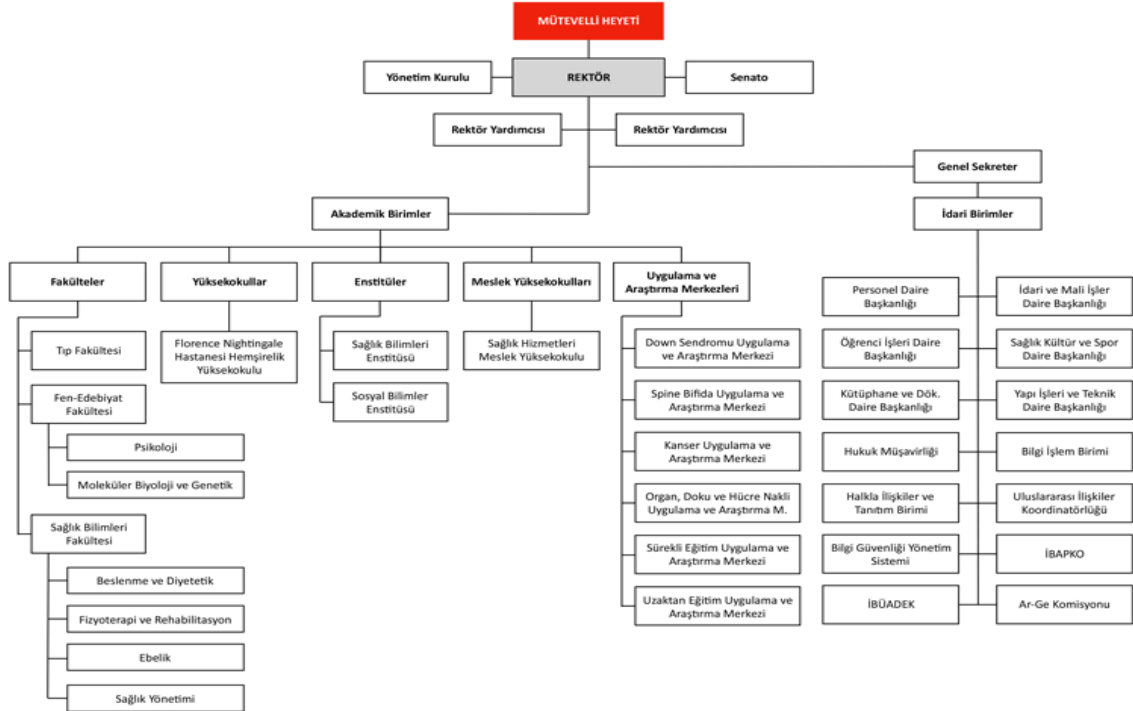 MÜTEVELLİ HEYETİ
Yönetim Kurulu
REKTÖR
Senato
Rektör Yardımcısı
Rektör Yardımcısı
Genel Sekreter
Akademik Birimler
İdari Birimler
Fakülteler
Yüksekokullar
Enstitüler
Meslek Yüksekokulları
Uygulama ve
Araştırma Merkezleri
Tıp Fakültesi
Fen-Edebiyat
Fakültesi
Psikoloji
Moleküler Biyoloji ve Genetik
Sağlık Bilimleri
Fakültesi
Beslenme ve Diyetetik
Fizyoterapi ve Rehabilitasyon
Ebelik
Sağlık Yönetimi
Florence Nightingale
Hastanesi Hemşirelik
Yüksekokulu
Sağlık Bilimleri
Enstitüsü
Sosyal Bilimler
Enstitüsü
Sağlık Hizmetleri
Meslek Yüksekokulu
Down Sendromu Uygulama
ve Araştırma Merkezi
Spine Bifida Uygulama ve
Araştırma Merkezi
Kanser Uygulama ve
Araştırma Merkezi
Organ, Doku ve Hücre Nakli
Uygulama ve Araştırma M.
Sürekli Eğitim Uygulama ve
Araştırma Merkezi
Uzaktan Eğitim Uygulama ve
Araştırma Merkezi
Personel Daire
Başkanlığı
İdari ve Mali İşler
Daire Başkanlığı
Öğrenci İşleri Daire
Başkanlığı
Sağlık Kültür ve Spor
Daire Başkanlığı
Kütüphane ve Dök.
Daire Başkanlığı
Yapı İşleri ve Teknik
Daire Başkanlığı
Hukuk Müşavirliği
Bilgi İşlem Birimi
Halkla İlişkiler ve
Tanıtım Birimi
Uluslararası İlişkiler
Koordinatörlüğü
Bilgi Güvenliği Yönetim
Sistemi
İBAPKO
İBÜADEK
Ar-Ge Komisyonu